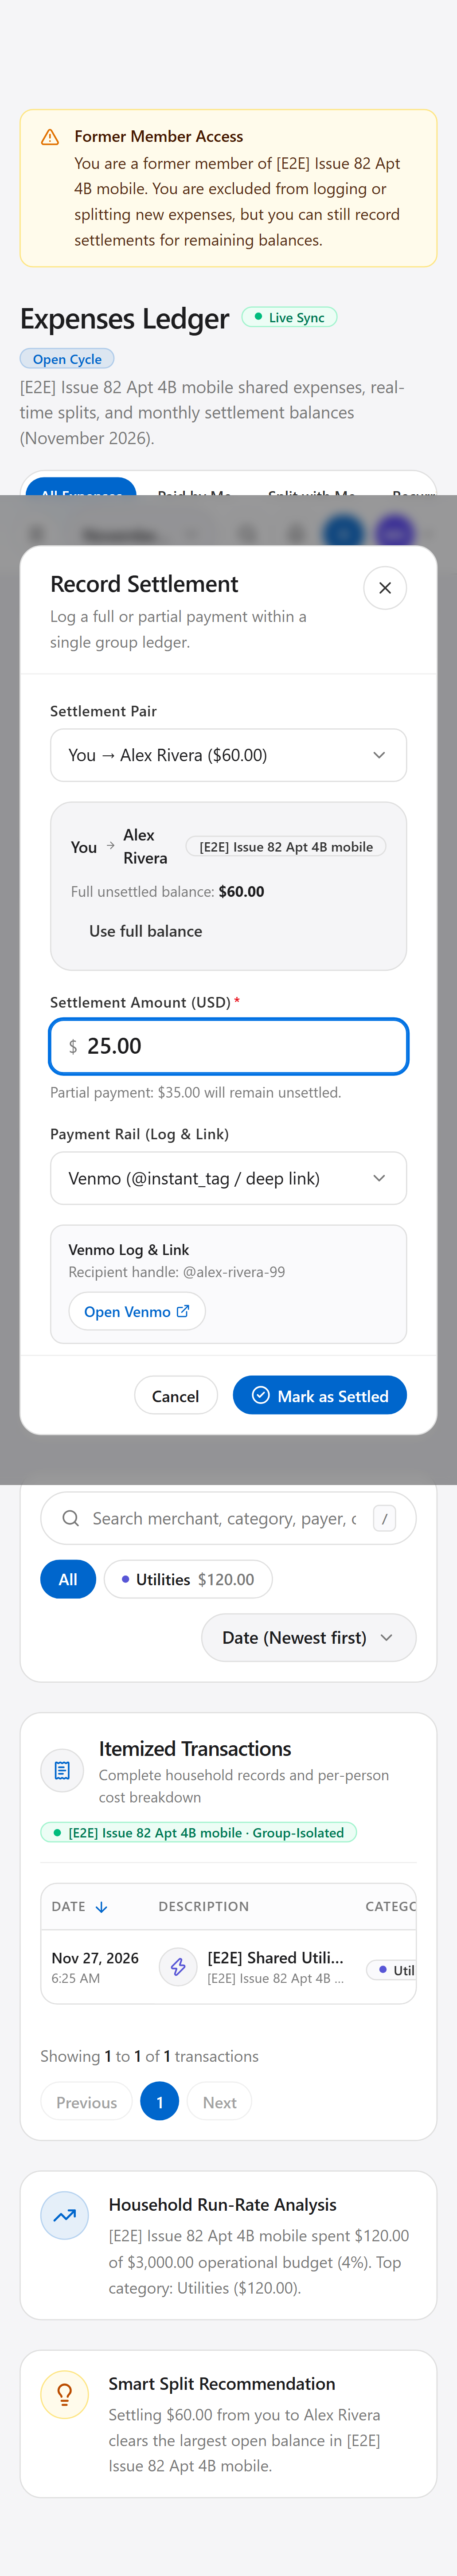 Former Member Access
You are a former member of [E2E] Issue 82 Apt
4B mobile. You are excluded from logging or
splitting new expenses, but you can still record
settlements for remaining balances.
Expenses Ledger
Live Sync
Open Cycle
[E2E] Issue 82 Apt 4B mobile shared expenses, real-
time splits, and monthly settlement balances
(November 2026).
All Expenses Paid by Me Split with Me Recurr
Record Settlement
Log a full or partial payment within a
single group ledger.
Settlement Pair
You → Alex Rivera ($60.00)
You → Alex Rivera
[E2E] Issue 82 Apt 4B mobile
Full unsettled balance: $60.00
Use full balance
Settlement Amount (USD) *
$ 25.00
Partial payment: $35.00 will remain unsettled.
Payment Rail (Log & Link)
Venmo (@instant_tag / deep link)
Venmo Log & Link
Recipient handle: @alex-rivera-99
Open Venmo
Cancel
Mark as Settled
Search merchant, category, payer, c /
All
Utilities $120.00
Date (Newest first)
Itemized Transactions
Complete household records and per-person
cost breakdown
[E2E] Issue 82 Apt 4B mobile · Group-Isolated
DATE ↓ DESCRIPTION CATEGO
Nov 27, 2026 [E2E] Shared Utili... Util
6:25 AM [E2E] Issue 82 Apt 4B ...
Showing 1 to 1 of 1 transactions
Previous 1 Next
Household Run-Rate Analysis
[E2E] Issue 82 Apt 4B mobile spent $120.00
of $3,000.00 operational budget (4%). Top
category: Utilities ($120.00).
Smart Split Recommendation
Settling $60.00 from you to Alex Rivera
clears the largest open balance in [E2E]
Issue 82 Apt 4B mobile.